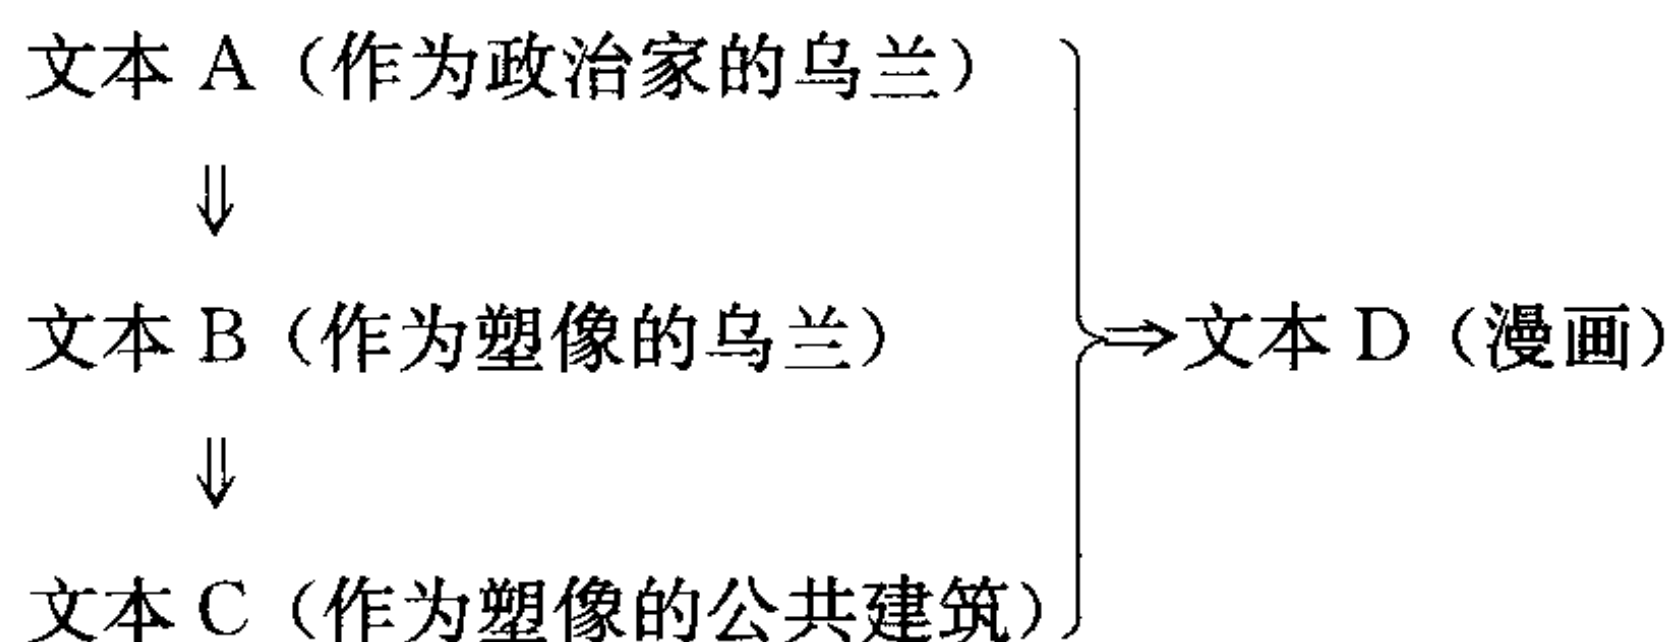 文本 A（作为政治家的乌兰）
⇓
文本 B（作为塑像的乌兰）
⇒文本 D（漫画）
⇓
文本 C（作为塑像的公共建筑）